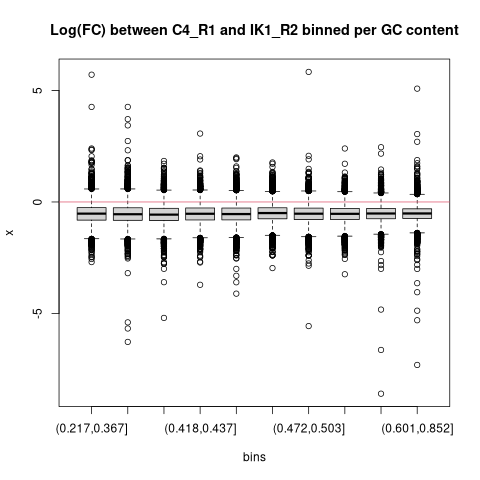 Log(FC) between C4_R1 and IK1_R2 binned per GC content
5
0
-5
x
(0.217,0.367] (0.418,0.437] (0.472,0.503] (0.601,0.852]
bins